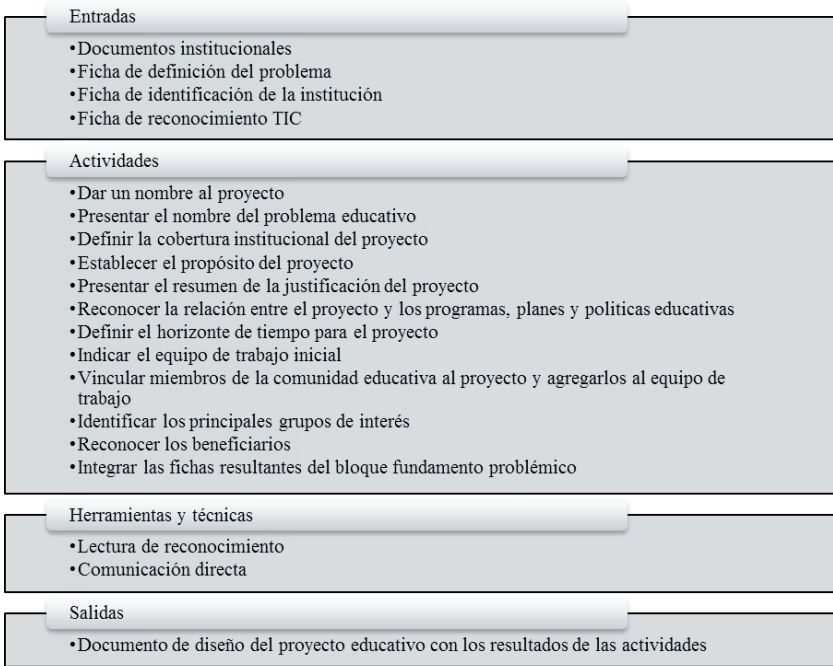 Entradas
•Documentos institucionales
•Ficha de definición del problema
•Ficha de identificación de la institución
•Ficha de reconocimiento TIC
Actividades
•Dar un nombre al proyecto
•Presentar el nombre del problema educativo
•Definir la cobertura institucional del proyecto
•Establecer el propósito del proyecto
•Presentar el resumen de la justificación del proyecto
•Reconocer la relación entre el proyecto y los programas, planes y politicas educativas
•Definir el horizonte de tiempo para el proyecto
•Indicar el equipo de trabajo inicial
•Vincular miembros de la comunidad educativa al proyecto y agregarlos al equipo de
trabajo
•Identificar los principales grupos de interés
•Reconocer los beneficiarios
•Integrar las fichas resultantes del bloque fundamento problémico
Herramientas y técnicas
•Lectura de reconocimiento
•Comunicación directa
Salidas
•Documento de diseño del proyecto educativo con los resultados de las actividades